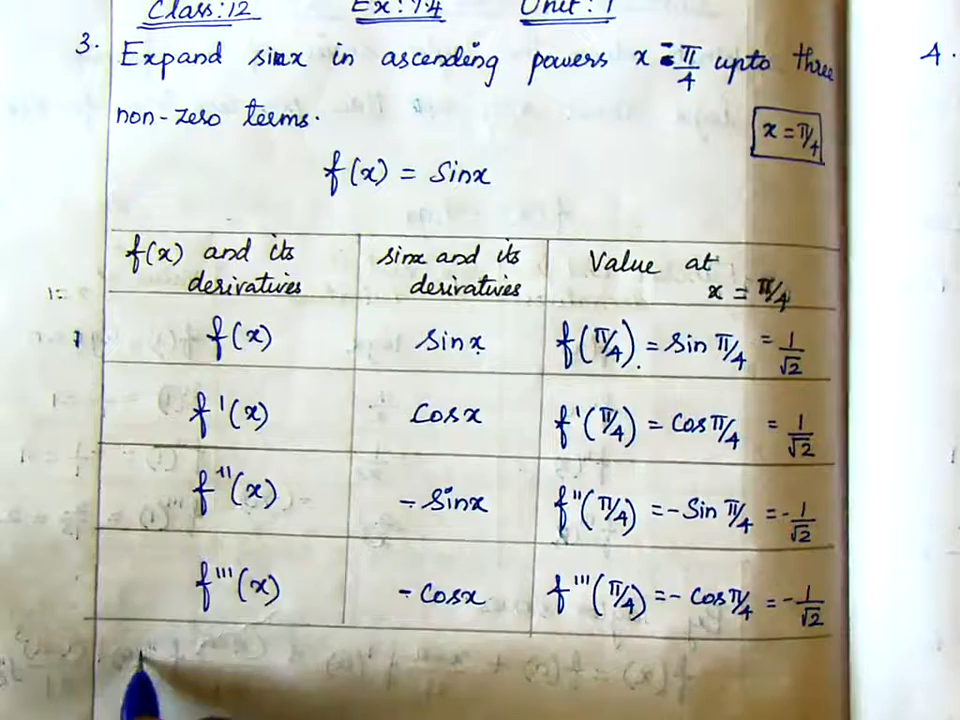 Class:12 Ex: 7.4 Unit: 7
3. Expand sinx in ascending powers x - π/4 upto three
non-zero terms.
x = π/4
f(x) = Sinx
f(x) and its derivatives | sinx and its derivatives | Value at x = π/4
f(x) | sinx | f(π/4) = sin π/4 = 1/√2
f'(x) | Cosx | f'(π/4) = cos π/4 = 1/√2
f''(x) | -sinx | f''(π/4) = -Sin π/4 = -1/√2
f'''(x) | -cosx | f'''(π/4) = - cos π/4 = -1/√2
4.